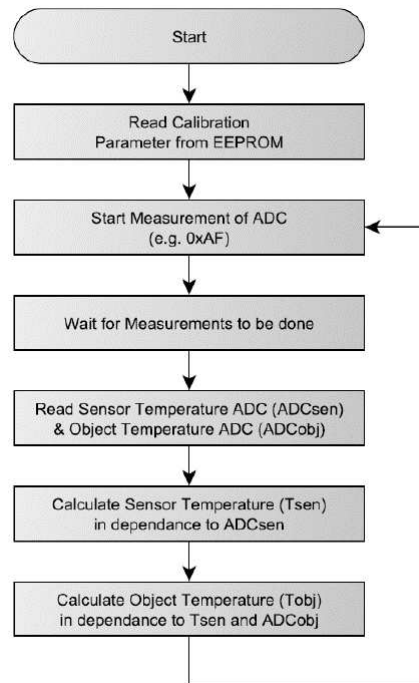 Start
Read Calibration
Parameter from EEPROM
Start Measurement of ADC
(e.g. 0xAF)
Wait for Measurements to be done
Read Sensor Temperature ADC (ADCsen)
& Object Temperature ADC (ADCobj)
Calculate Sensor Temperature (Tsen)
in dependance to ADCsen
Calculate Object Temperature (Tobj)
in dependance to Tsen and ADCobj